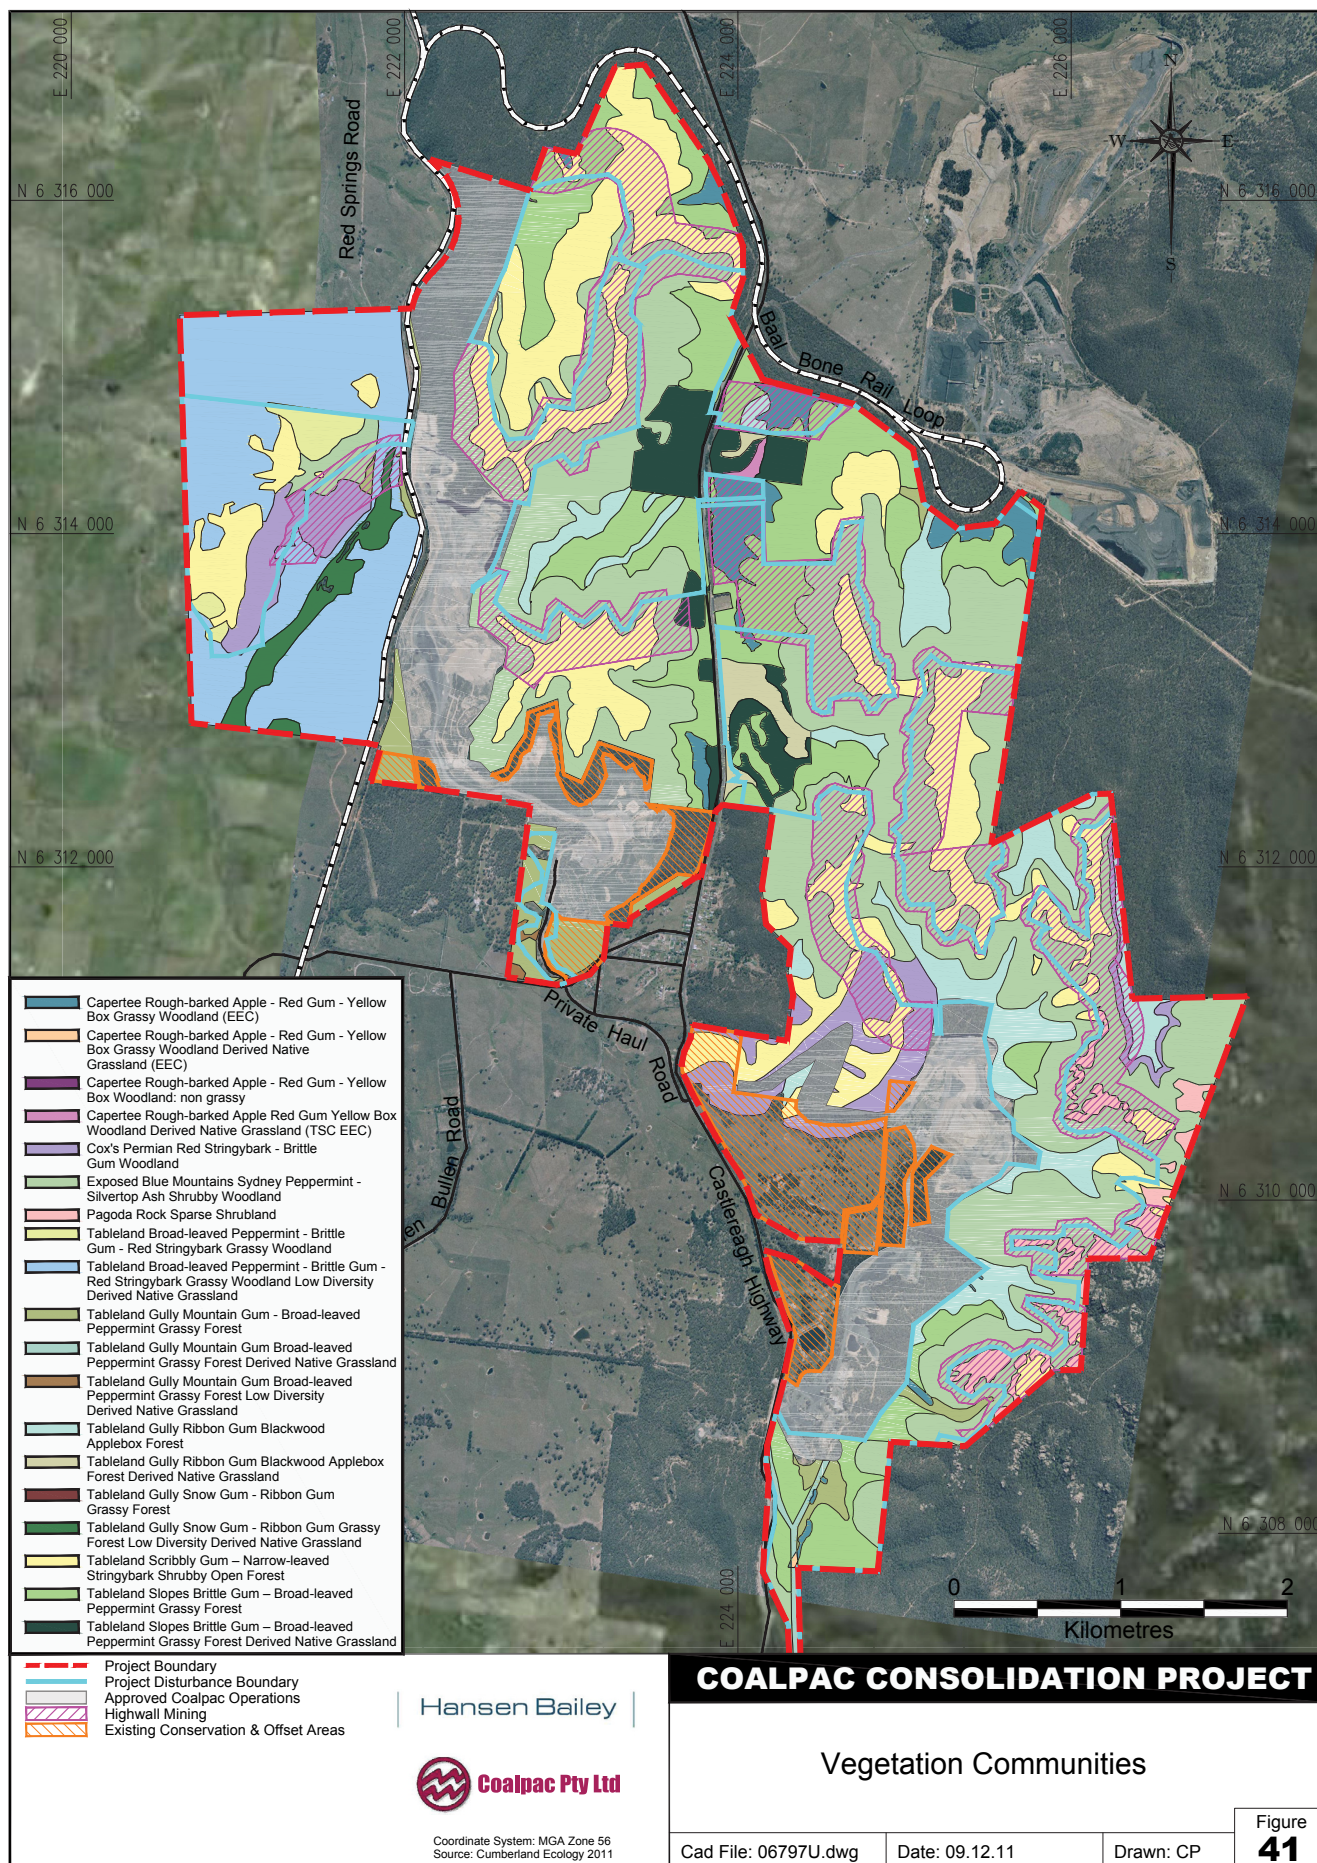 E 220 000
E 222 000
E 224 000
E 226 000
N
W
E
S
Red Springs Road
N 6 316 000
N 6 316 000
Baal Bone Rail Loop
N 6 314 000
N 6 314 000
N 6 312 000
N 6 312 000
Private Haul Road
Bullen Road
en
Castlereagh Highway
N 6 310 000
N 6 308 000
E 224 000
0 1 2
Kilometres
Capertee Rough-barked Apple - Red Gum - Yellow
Box Grassy Woodland (EEC)
Capertee Rough-barked Apple - Red Gum - Yellow
Box Grassy Woodland Derived Native
Grassland (EEC)
Capertee Rough-barked Apple - Red Gum - Yellow
Box Woodland: non grassy
Capertee Rough-barked Apple Red Gum Yellow Box
Woodland Derived Native Grassland (TSC EEC)
Cox's Permian Red Stringybark - Brittle
Gum Woodland
Exposed Blue Mountains Sydney Peppermint -
Silvertop Ash Shrubby Woodland
Pagoda Rock Sparse Shrubland
Tableland Broad-leaved Peppermint - Brittle
Gum - Red Stringybark Grassy Woodland
Tableland Broad-leaved Peppermint - Brittle Gum -
Red Stringybark Grassy Woodland Low Diversity
Derived Native Grassland
Tableland Gully Mountain Gum - Broad-leaved
Peppermint Grassy Forest
Tableland Gully Mountain Gum Broad-leaved
Peppermint Grassy Forest Derived Native Grassland
Tableland Gully Mountain Gum Broad-leaved
Peppermint Grassy Forest Low Diversity
Derived Native Grassland
Tableland Gully Ribbon Gum Blackwood
Applebox Forest
Tableland Gully Ribbon Gum Blackwood Applebox
Forest Derived Native Grassland
Tableland Gully Snow Gum - Ribbon Gum
Grassy Forest
Tableland Gully Snow Gum - Ribbon Gum Grassy
Forest Low Diversity Derived Native Grassland
Tableland Scribbly Gum – Narrow-leaved
Stringybark Shrubby Open Forest
Tableland Slopes Brittle Gum – Broad-leaved
Peppermint Grassy Forest
Tableland Slopes Brittle Gum – Broad-leaved
Peppermint Grassy Forest Derived Native Grassland
Project Boundary
Project Disturbance Boundary
Approved Coalpac Operations
Highwall Mining
Existing Conservation & Offset Areas
Hansen Bailey
Coalpac Pty Ltd
Coordinate System: MGA Zone 56
Source: Cumberland Ecology 2011
COALPAC CONSOLIDATION PROJECT
Vegetation Communities
Cad File: 06797U.dwg
Date: 09.12.11
Drawn: CP
Figure
41